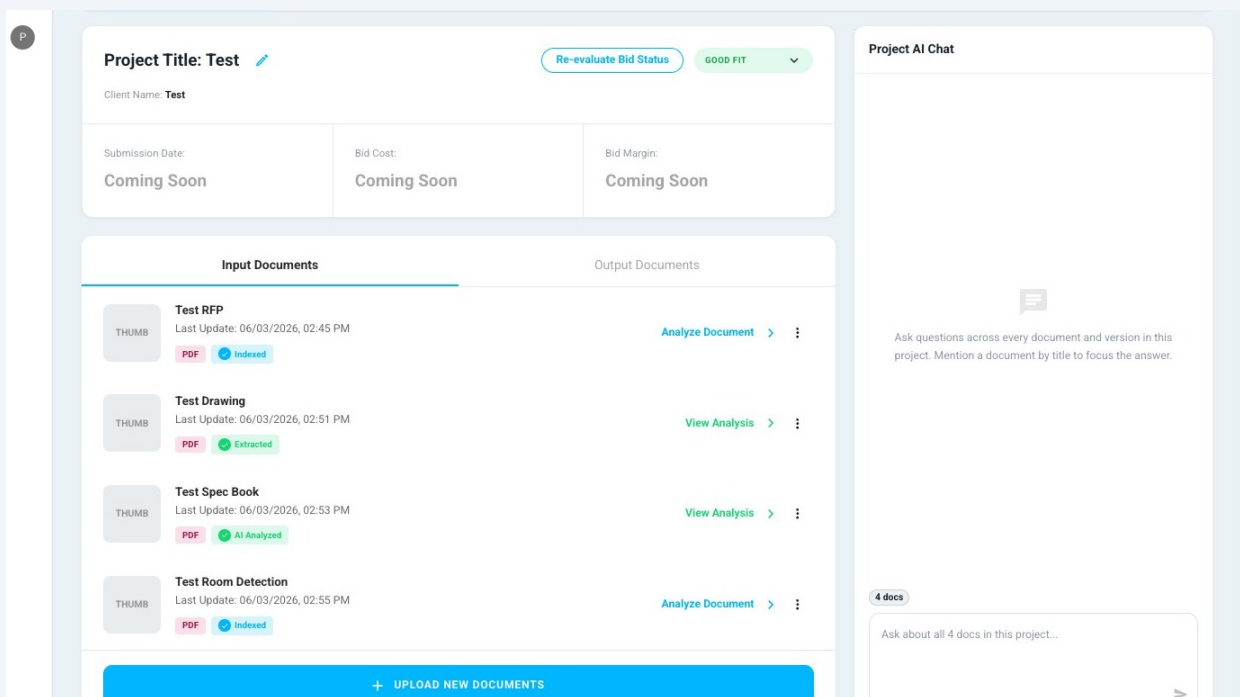 P
Project Title: Test
Re-evaluate Bid Status
GOOD FIT
Client Name: Test
Submission Date:
Coming Soon
Bid Cost:
Coming Soon
Bid Margin:
Coming Soon
Input Documents
Output Documents
THUMB
Test RFP
Last Update: 06/03/2026, 02:45 PM
PDF
Indexed
Analyze Document
THUMB
Test Drawing
Last Update: 06/03/2026, 02:51 PM
PDF
Extracted
View Analysis
THUMB
Test Spec Book
Last Update: 06/03/2026, 02:53 PM
PDF
AI Analyzed
View Analysis
THUMB
Test Room Detection
Last Update: 06/03/2026, 02:55 PM
PDF
Indexed
Analyze Document
+ UPLOAD NEW DOCUMENTS
Project AI Chat
Ask questions across every document and version in this
project. Mention a document by title to focus the answer.
4 docs
Ask about all 4 docs in this project...